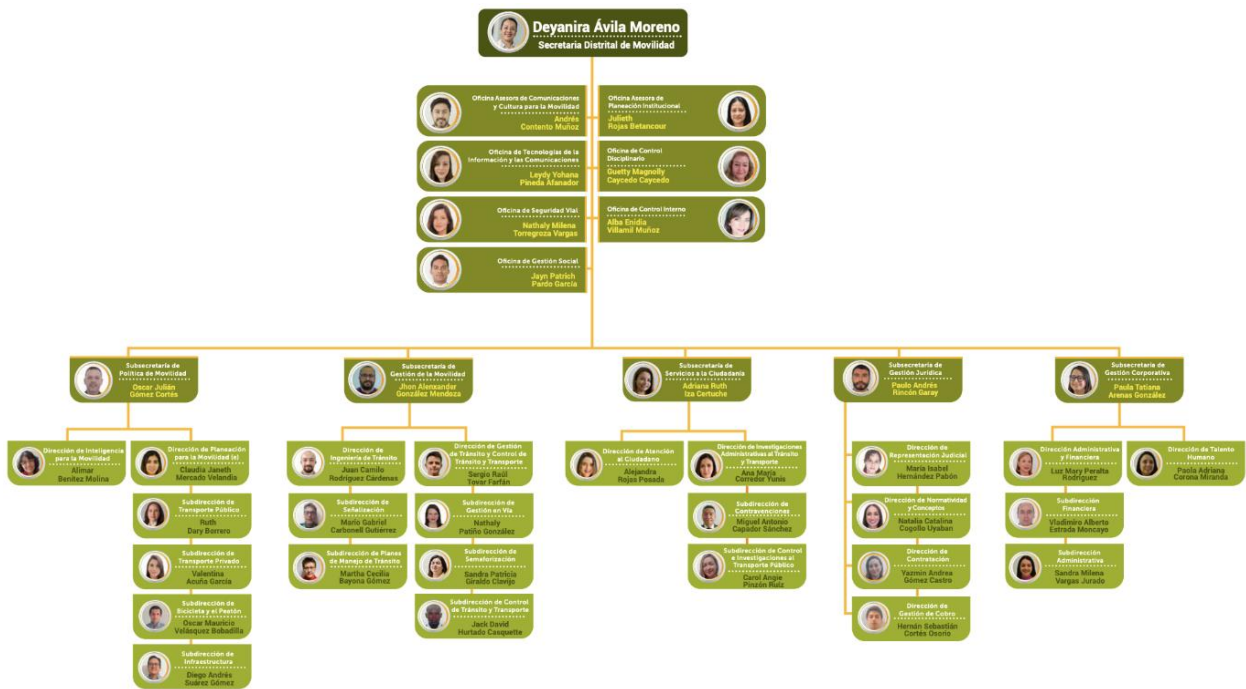 Deyanira Ávila Moreno
Secretaria Distrital de Movilidad
Oficina Asesora de Comunicaciones
y Cultura para la Movilidad
Andrés
Contento Muñoz
Oficina Asesora de
Planeación Institucional
Julieth
Rojas Betancour
Oficina de Tecnologías de la
Información y las Comunicaciones
Leydy Yohana
Pineda Afanador
Oficina de Control
Disciplinario
Guetty Magnolly
Caycedo Caycedo
Oficina de Seguridad Vial
Nathaly Milena
Torregroza Vargas
Oficina de Control Interno
Alba Enidia
Villamil Muñoz
Oficina de Gestión Social
Jayn Patrich
Pardo García
Subsecretaría de
Política de Movilidad
Oscar Julián
Gómez Cortés
Subsecretaría de
Gestión de la Movilidad
Jhon Alenxander
González Mendoza
Subsecretaría de
Servicios a la Ciudadanía
Adriana Ruth
Iza Certuche
Subsecretaría de
Gestión Jurídica
Paulo Andrés
Rincón Garay
Subsecretaría de
Gestión Corporativa
Paula Tatiana
Arenas González
Dirección de Inteligencia
para la Movilidad
Alimar
Benítez Molina
Dirección de Planeación
para la Movilidad (e)
Claudia Janeth
Mercado Velandia
Subdirección de
Transporte Público
Ruth
Dary Borrero
Subdirección de
Transporte Privado
Valentina
Acuña García
Subdirección de
Bicicleta y el Peatón
Oscar Mauricio
Velásquez Bobadilla
Subdirección de
Infraestructura
Diego Andrés
Suárez Gómez
Dirección de
Ingeniería de Tránsito
Juan Camilo
Rodríguez Cárdenas
Subdirección de
Señalización
Mario Gabriel
Carbonell Gutiérrez
Subdirección de Planes
de Manejo de Tránsito
Martha Cecilia
Bayona Gómez
Dirección de Gestión
de Tránsito y Control de
Tránsito y Transporte
Sergio Raúl
Tovar Farfán
Subdirección de
Gestión en Vía
Nathaly
Patiño González
Subdirección de
Semaforización
Sandra Patricia
Giraldo Clavijo
Subdirección de Control
de Tránsito y Transporte
Jack David
Hurtado Casquette
Dirección de Atención
al Ciudadano
Alejandra
Rojas Posada
Dirección de Investigaciones
Administrativas al Tránsito
y Transporte
Ana María
Corredor Yunis
Subdirección de
Contravenciones
Miguel Antonio
Capador Sánchez
Subdirección de Control
e Investigaciones al
Transporte Público
Carol Angie
Pinzón Ruiz
Dirección de
Representación Judicial
María Isabel
Hernández Pabón
Dirección de Normatividad
y Conceptos
Natalia Catalina
Cogollo Uyaban
Dirección de
Contratación
Yazmin Andrea
Gómez Castro
Dirección de
Gestión de Cobro
Hernán Sebastián
Cortés Osorio
Dirección Administrativa
y Financiera
Luz Mary Peralta
Rodríguez
Subdirección
Financiera
Vladimiro Alberto
Estrada Moncayo
Subdirección
Administrativa
Sandra Milena
Vargas Jurado
Dirección de Talento
Humano
Paola Adriana
Corona Miranda